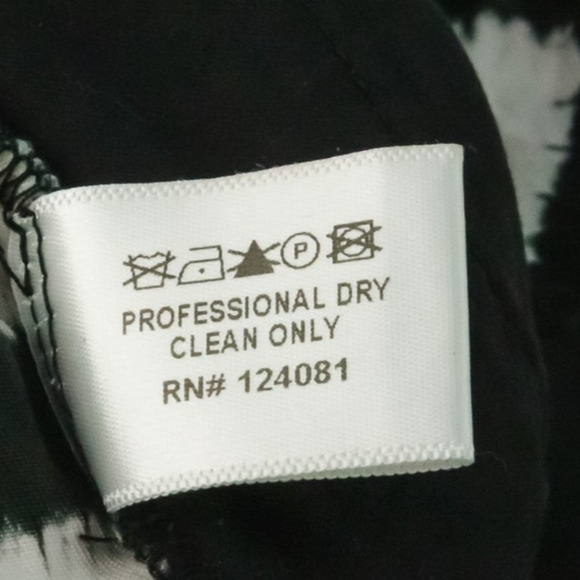 P
PROFESSIONAL DRY
CLEAN ONLY
RN# 124081